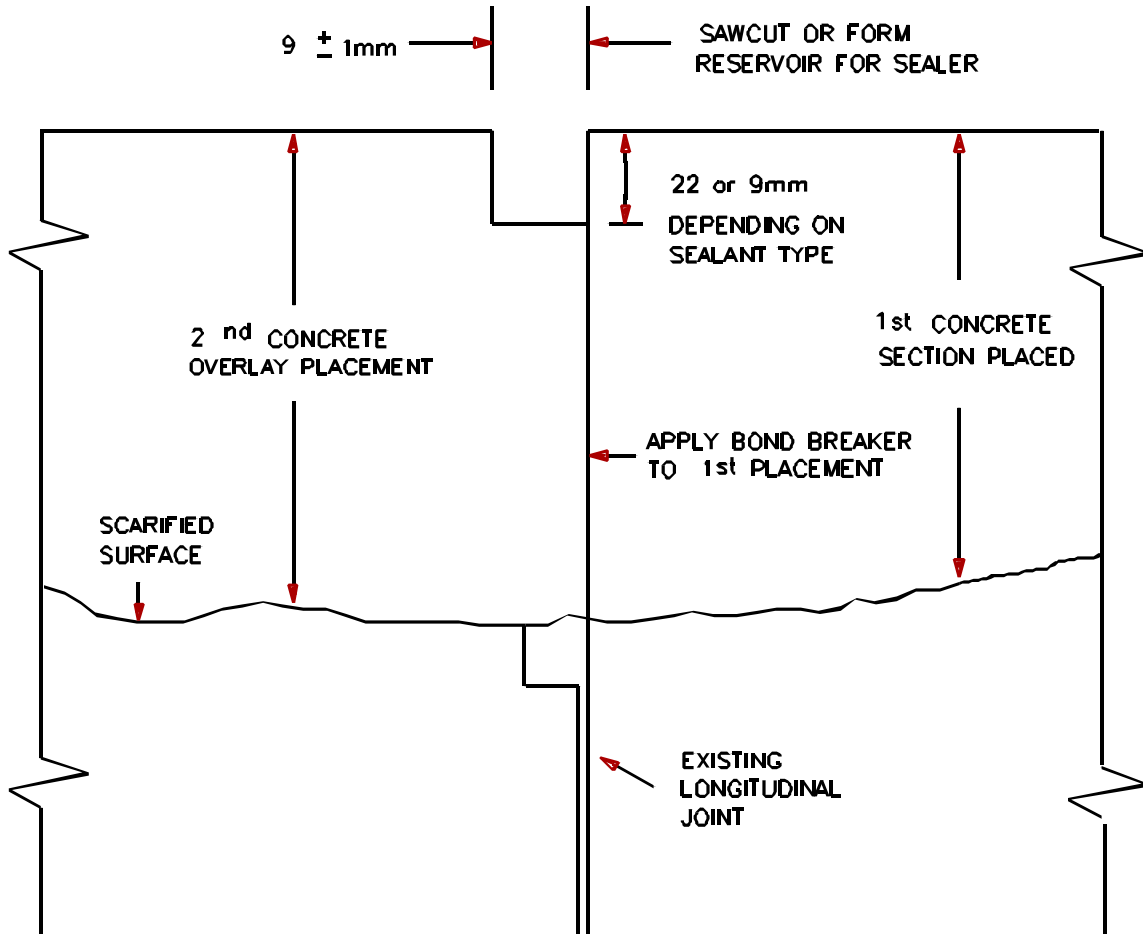 9 ± 1mm
SAWCUT OR FORM
RESERVOIR FOR SEALER
22 or 9mm
DEPENDING ON
SEALANT TYPE
2 nd CONCRETE
OVERLAY PLACEMENT
1st CONCRETE
SECTION PLACED
APPLY BOND BREAKER
TO 1st PLACEMENT
SCARIFIED
SURFACE
EXISTING
LONGITUDINAL
JOINT